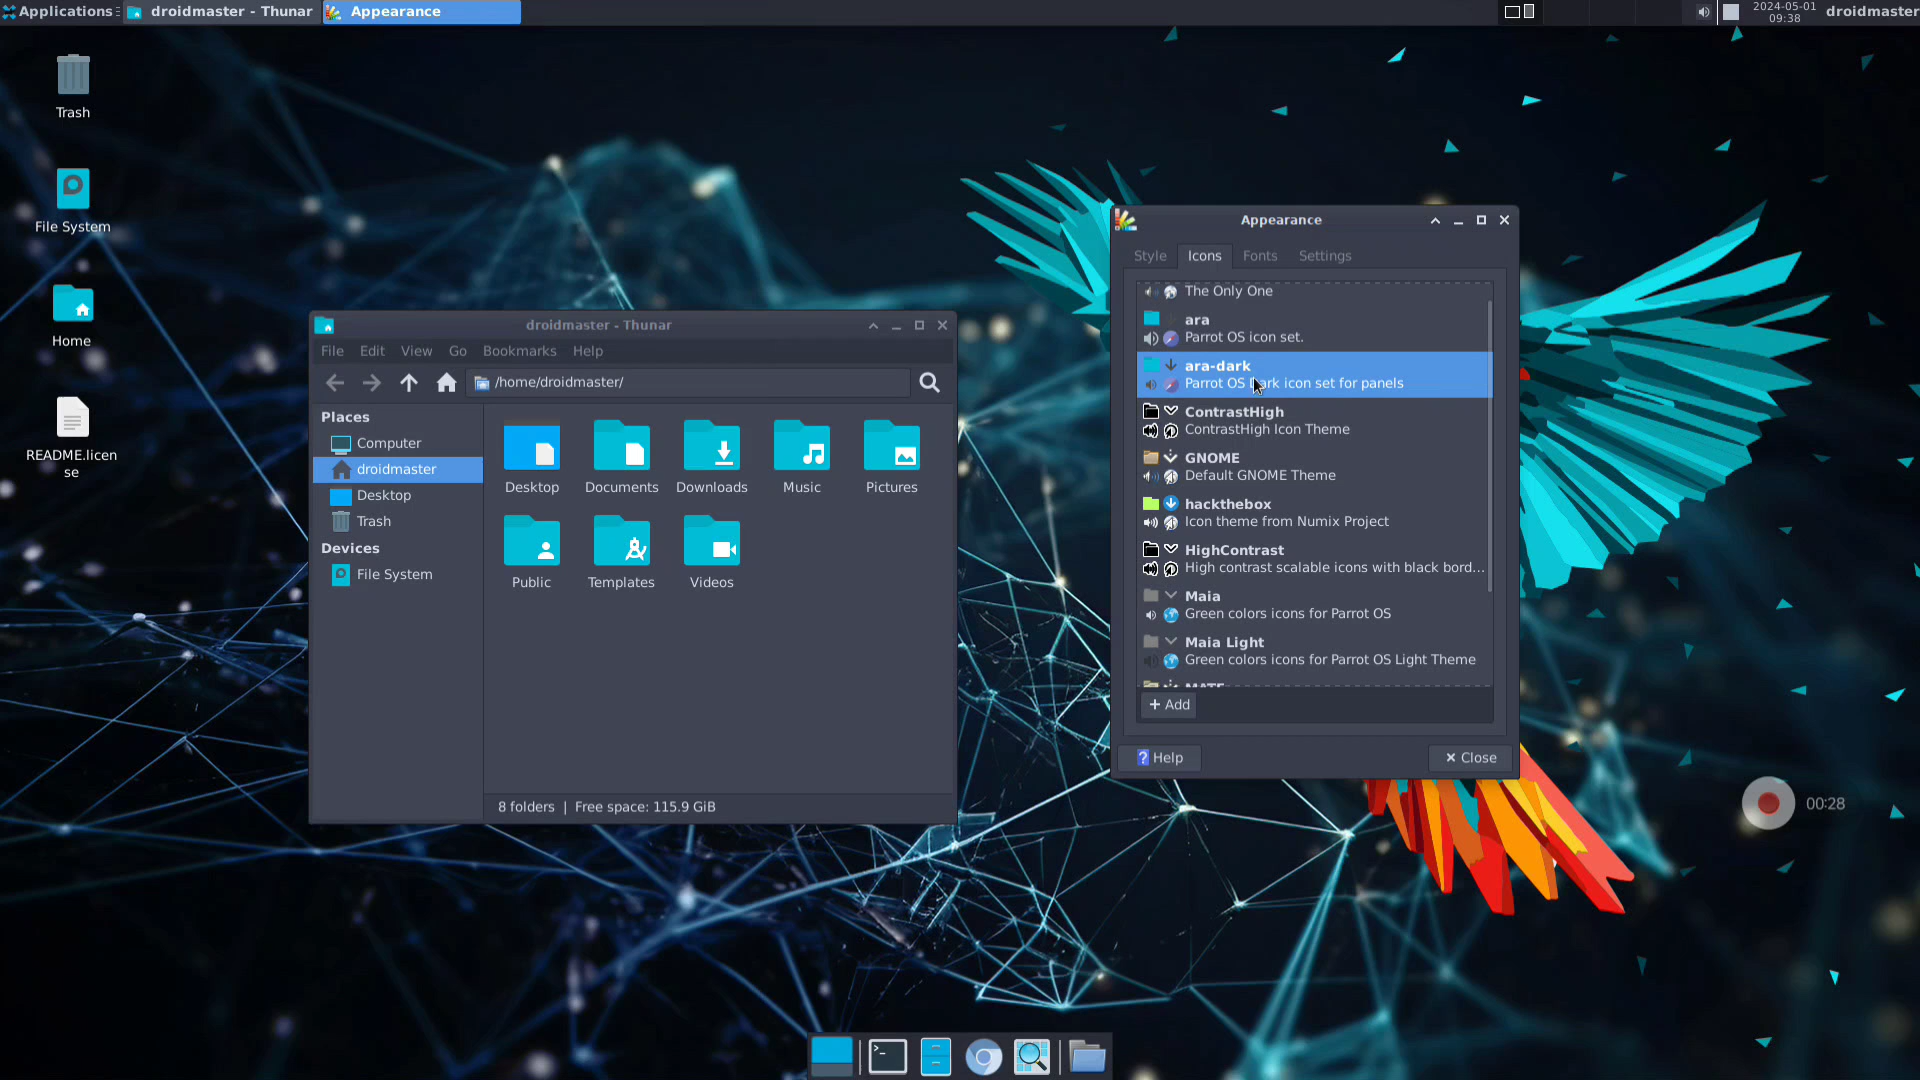 Applications
droidmaster - Thunar
Appearance
2024-05-01
09:38
droidmaster
Trash
File System
Home
README.licen
se
droidmaster - Thunar
File Edit View Go Bookmarks Help
/home/droidmaster/
Places
Computer
droidmaster
Desktop
Trash
Devices
File System
Desktop Documents Downloads Music Pictures
Public Templates Videos
8 folders | Free space: 115.9 GiB
Appearance
Style Icons Fonts Settings
The Only One
ara
Parrot OS icon set.
ara-dark
Parrot OS Dark icon set for panels
ContrastHigh
ContrastHigh Icon Theme
GNOME
Default GNOME Theme
hackthebox
Icon theme from Numix Project
HighContrast
High contrast scalable icons with black bord...
Maia
Green colors icons for Parrot OS
Maia Light
Green colors icons for Parrot OS Light Theme
MATE
+ Add
? Help
× Close
00:28